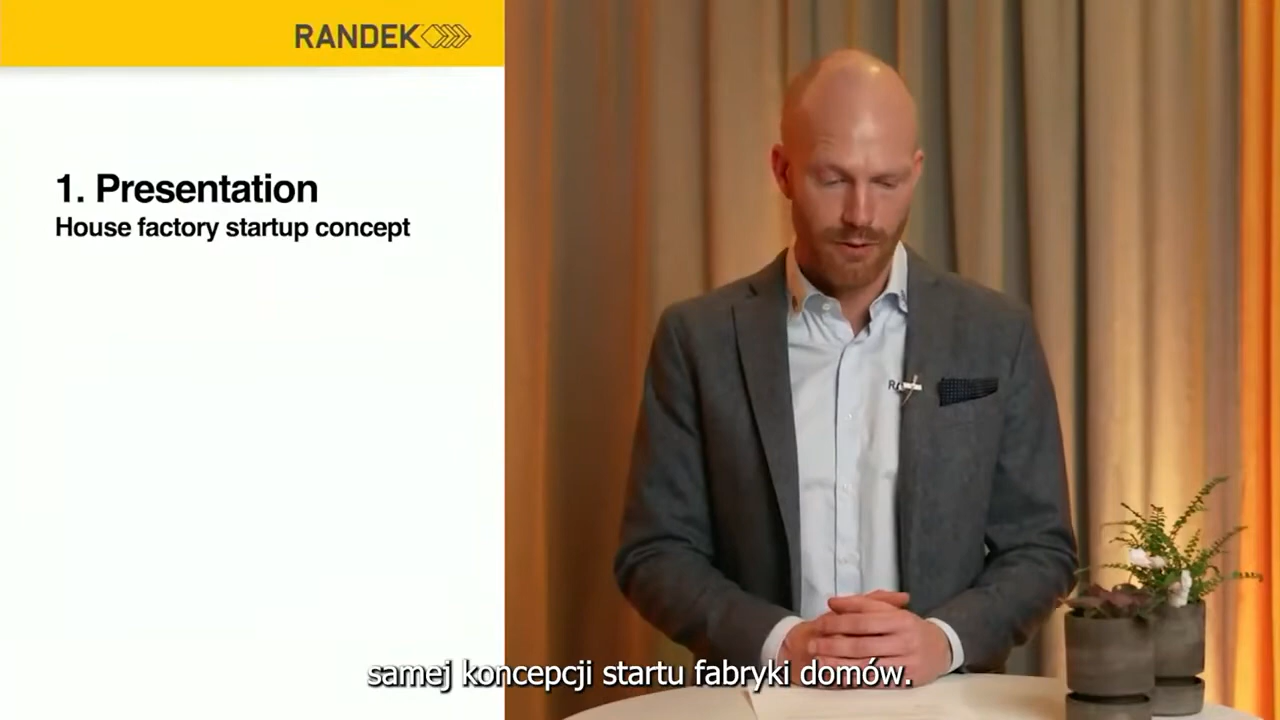 RANDEK
1. Presentation
House factory startup concept
samej koncepcji startu fabryki domów.